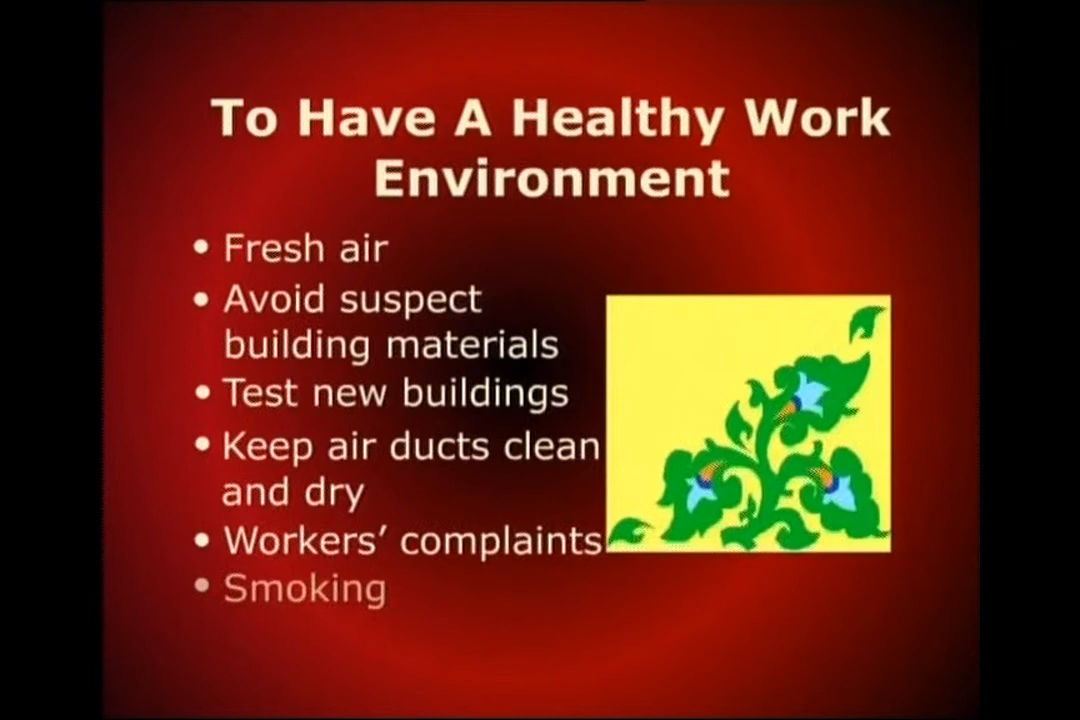 To Have A Healthy Work
Environment
• Fresh air
• Avoid suspect
building materials
• Test new buildings
• Keep air ducts clean
and dry
• Workers’ complaints
• Smoking